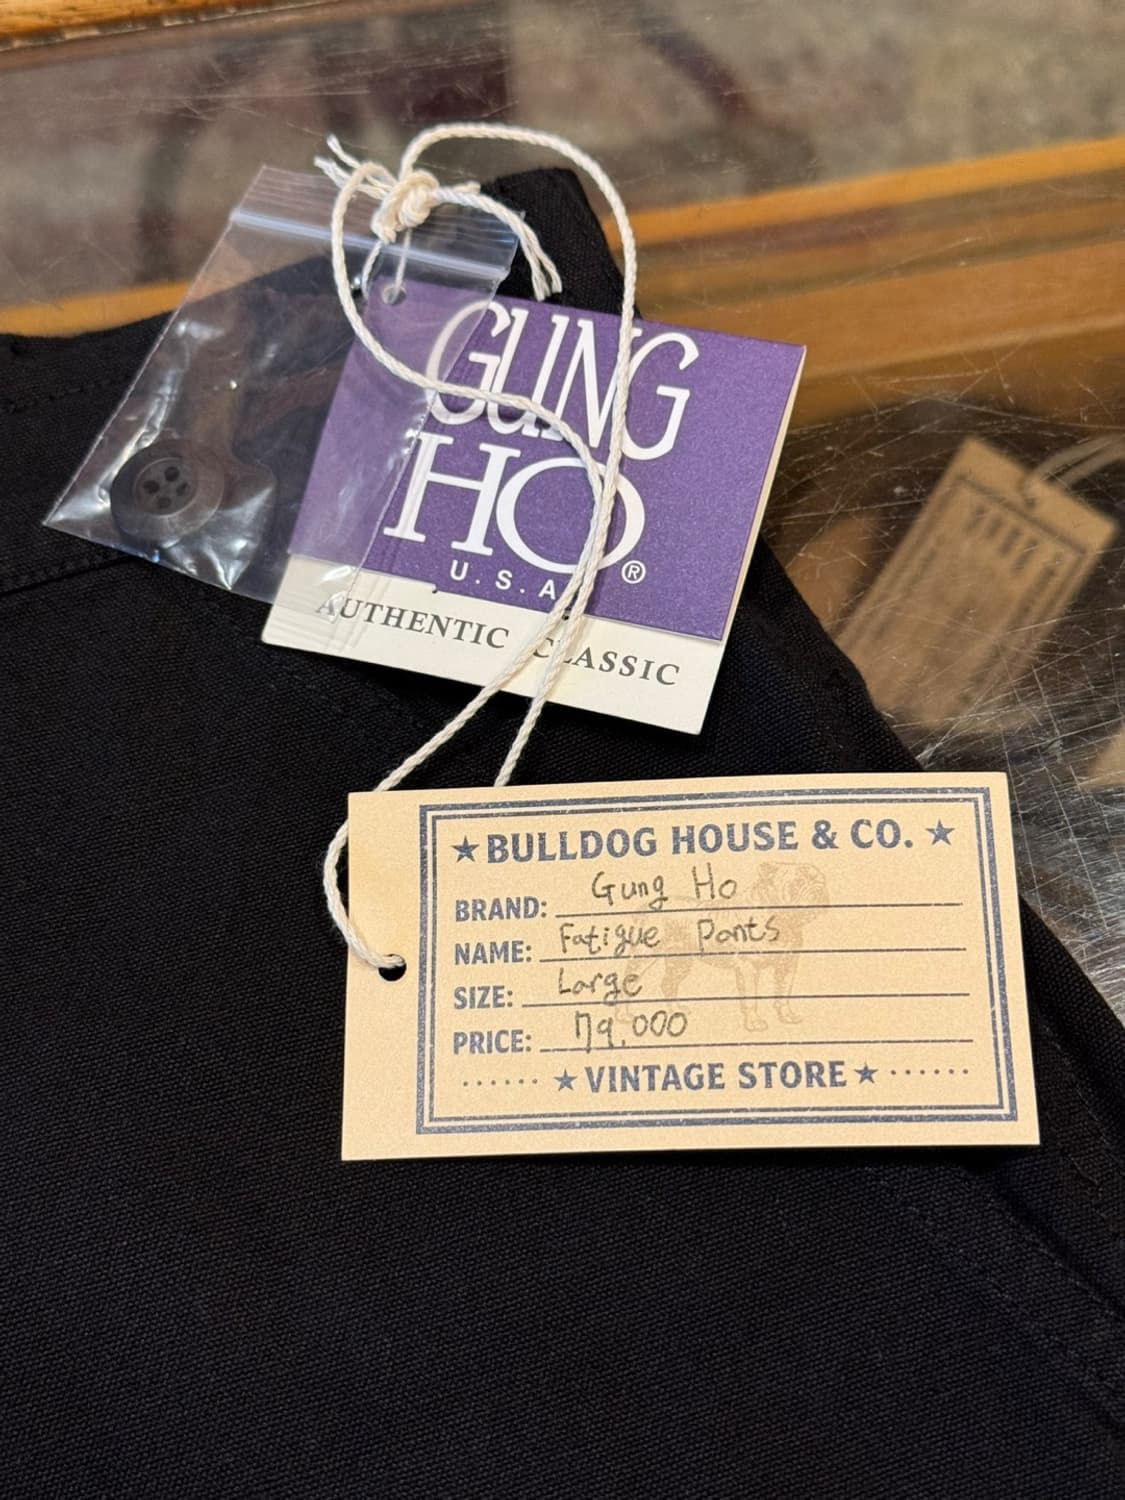 GUNG
HO®
U.S.A
AUTHENTIC CLASSIC
★ BULLDOG HOUSE & CO. ★
BRAND: Gung Ho
NAME: Fatigue Pants
SIZE: Large
PRICE: 79,000
······ ★ VINTAGE STORE ★ ······